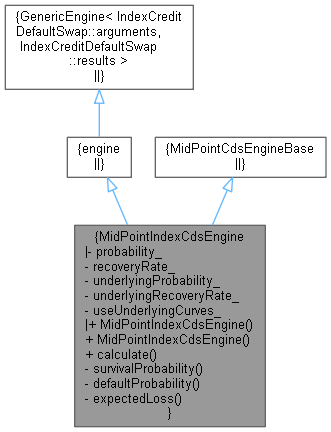 {GenericEngine< IndexCredit
DefaultSwap::arguments,
IndexCreditDefaultSwap
::results >
||}
{engine
||}
{MidPointCdsEngineBase
||}
{MidPointIndexCdsEngine
|- probability_
- recoveryRate_
- underlyingProbability_
- underlyingRecoveryRate_
- useUnderlyingCurves_
|+ MidPointIndexCdsEngine()
+ MidPointIndexCdsEngine()
+ calculate()
- survivalProbability()
- defaultProbability()
- expectedLoss()
}